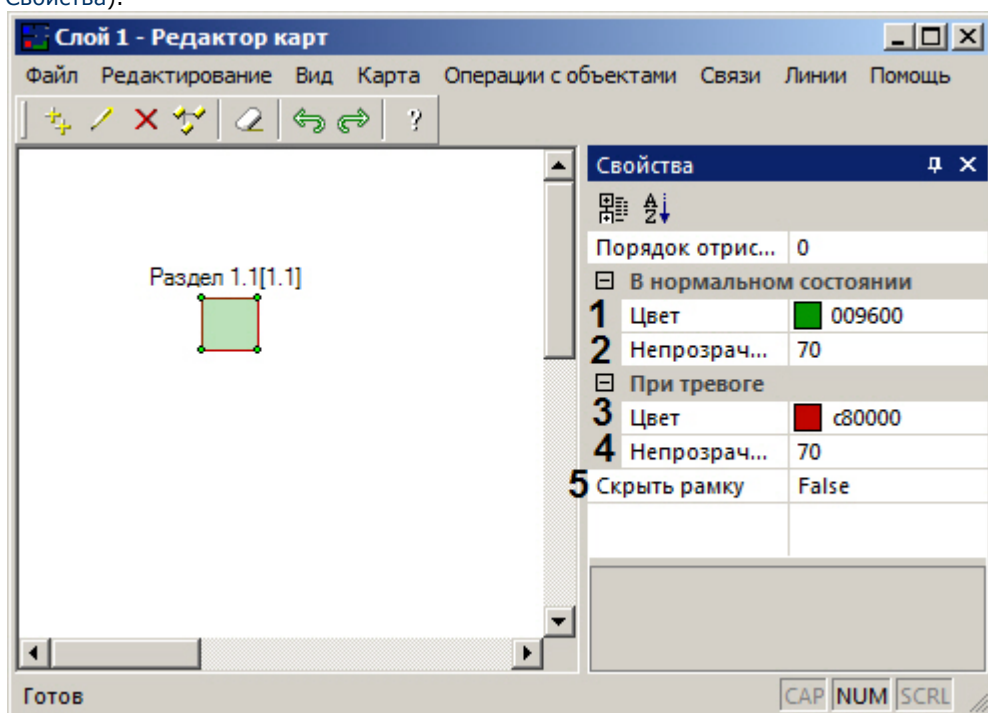 Свойства).
Слой 1 - Редактор карт
Файл Редактирование Вид Карта Операции с объектами Связи Линии Помощь
?
Свойства
A
Z
Порядок отрис... 0
В нормальном состоянии
1 Цвет 009600
2 Непрозрач... 70
При тревоге
3 Цвет c80000
4 Непрозрач... 70
5 Скрыть рамку False
Раздел 1.1[1.1]
Готов
CAP NUM SCRL